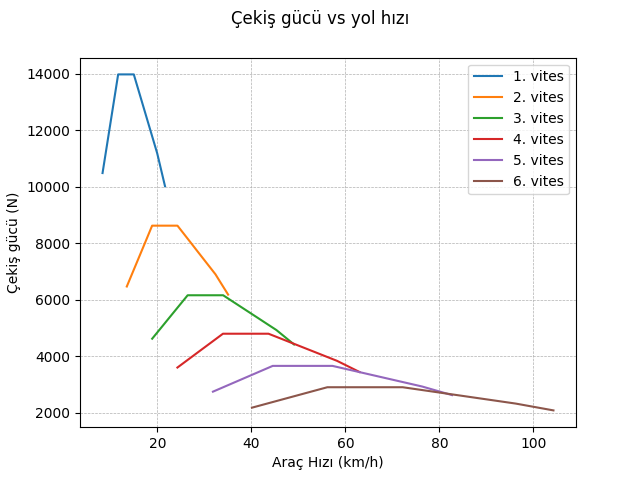 Çekiş gücü vs yol hızı
14000
12000
10000
8000
6000
4000
2000
Çekiş gücü (N)
1. vites
2. vites
3. vites
4. vites
5. vites
6. vites
20 40 60 80 100
Araç Hızı (km/h)